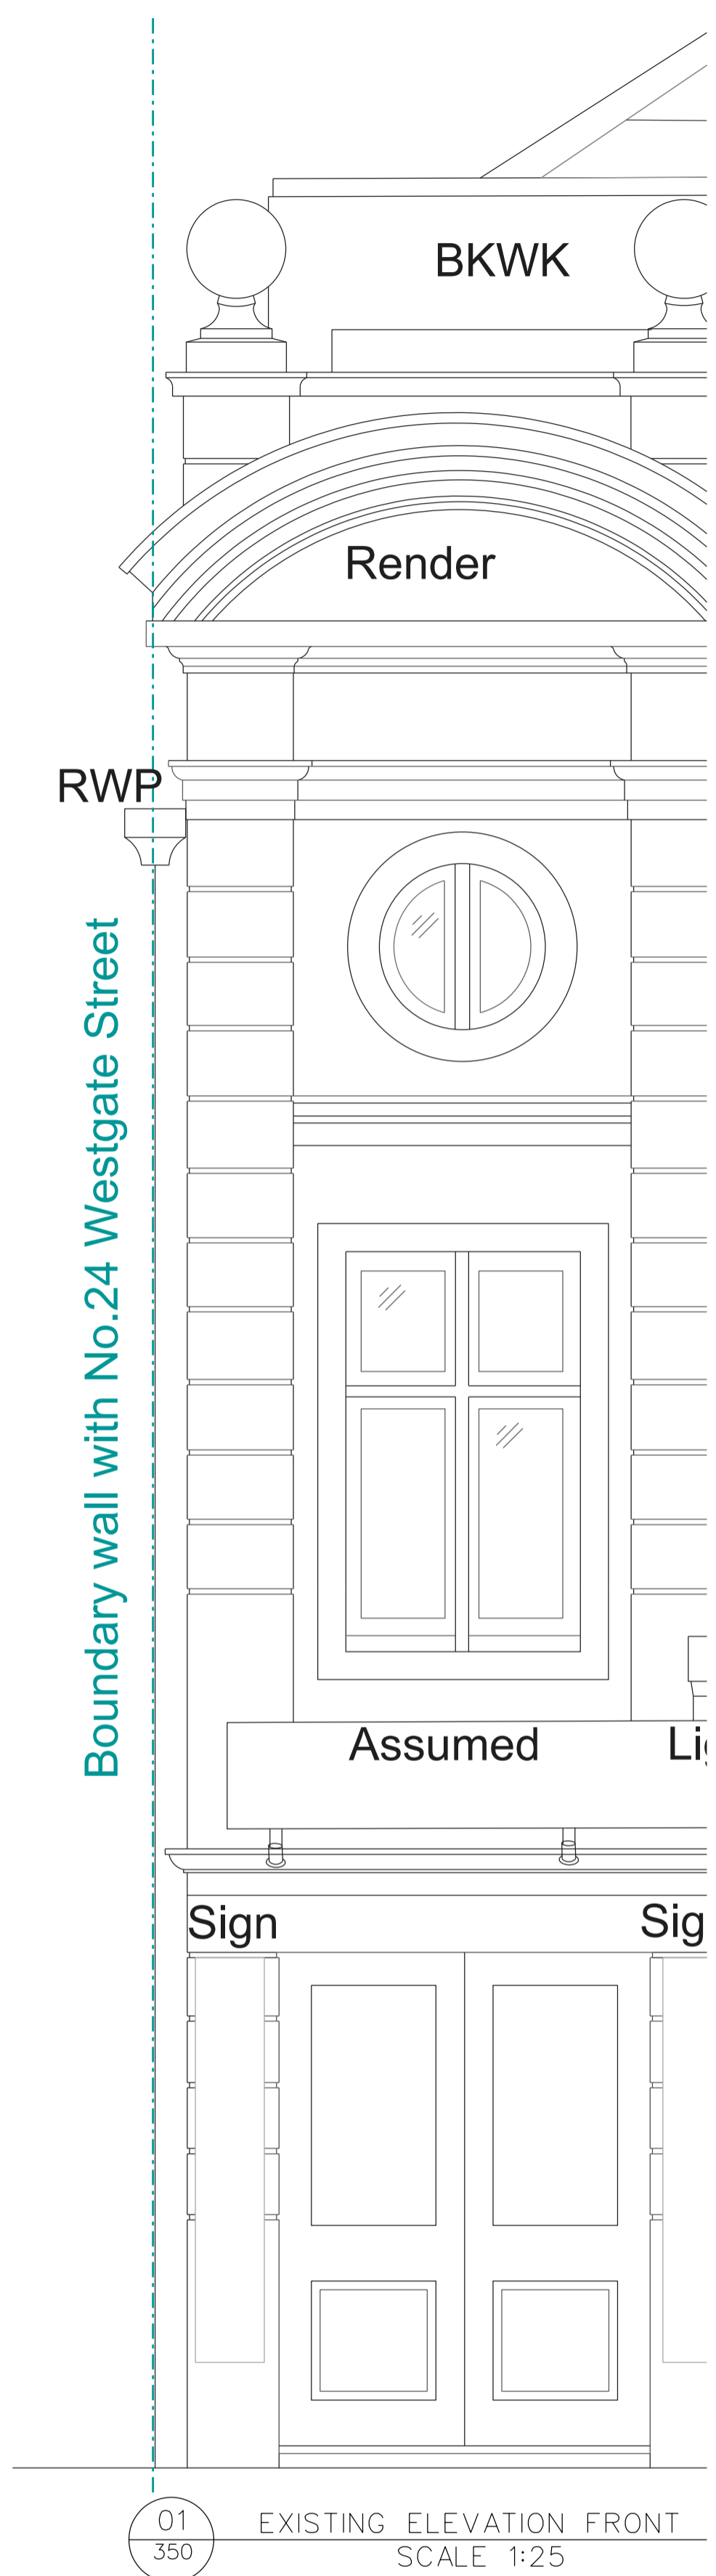 BKWK
Render
RWP
Boundary wall with No.24 Westgate Street
Assumed
Sign
01
350
EXISTING ELEVATION FRONT
SCALE 1:25